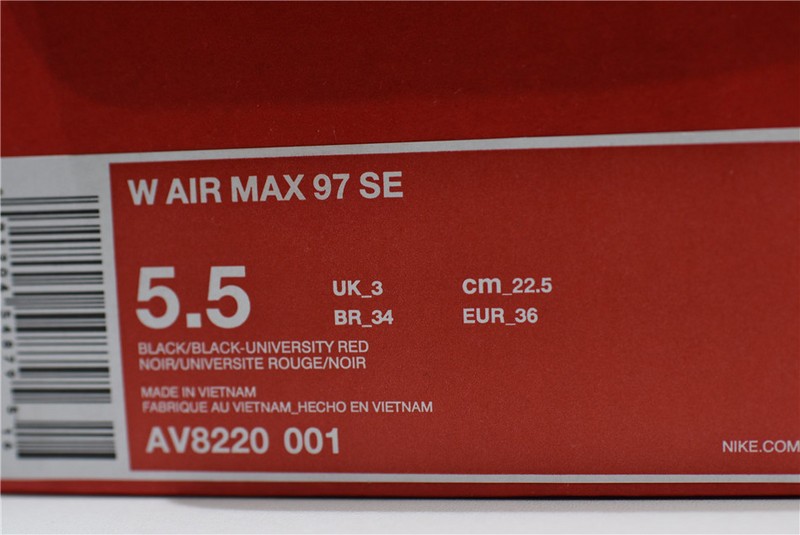 W AIR MAX 97 SE
5.5
UK_3
cm_22.5
BR_34
EUR_36
BLACK/BLACK-UNIVERSITY RED
NOIR/UNIVERSITE ROUGE/NOIR
MADE IN VIETNAM
FABRIQUE AU VIETNAM_HECHO EN VIETNAM
AV8220 001
NIKE.COM